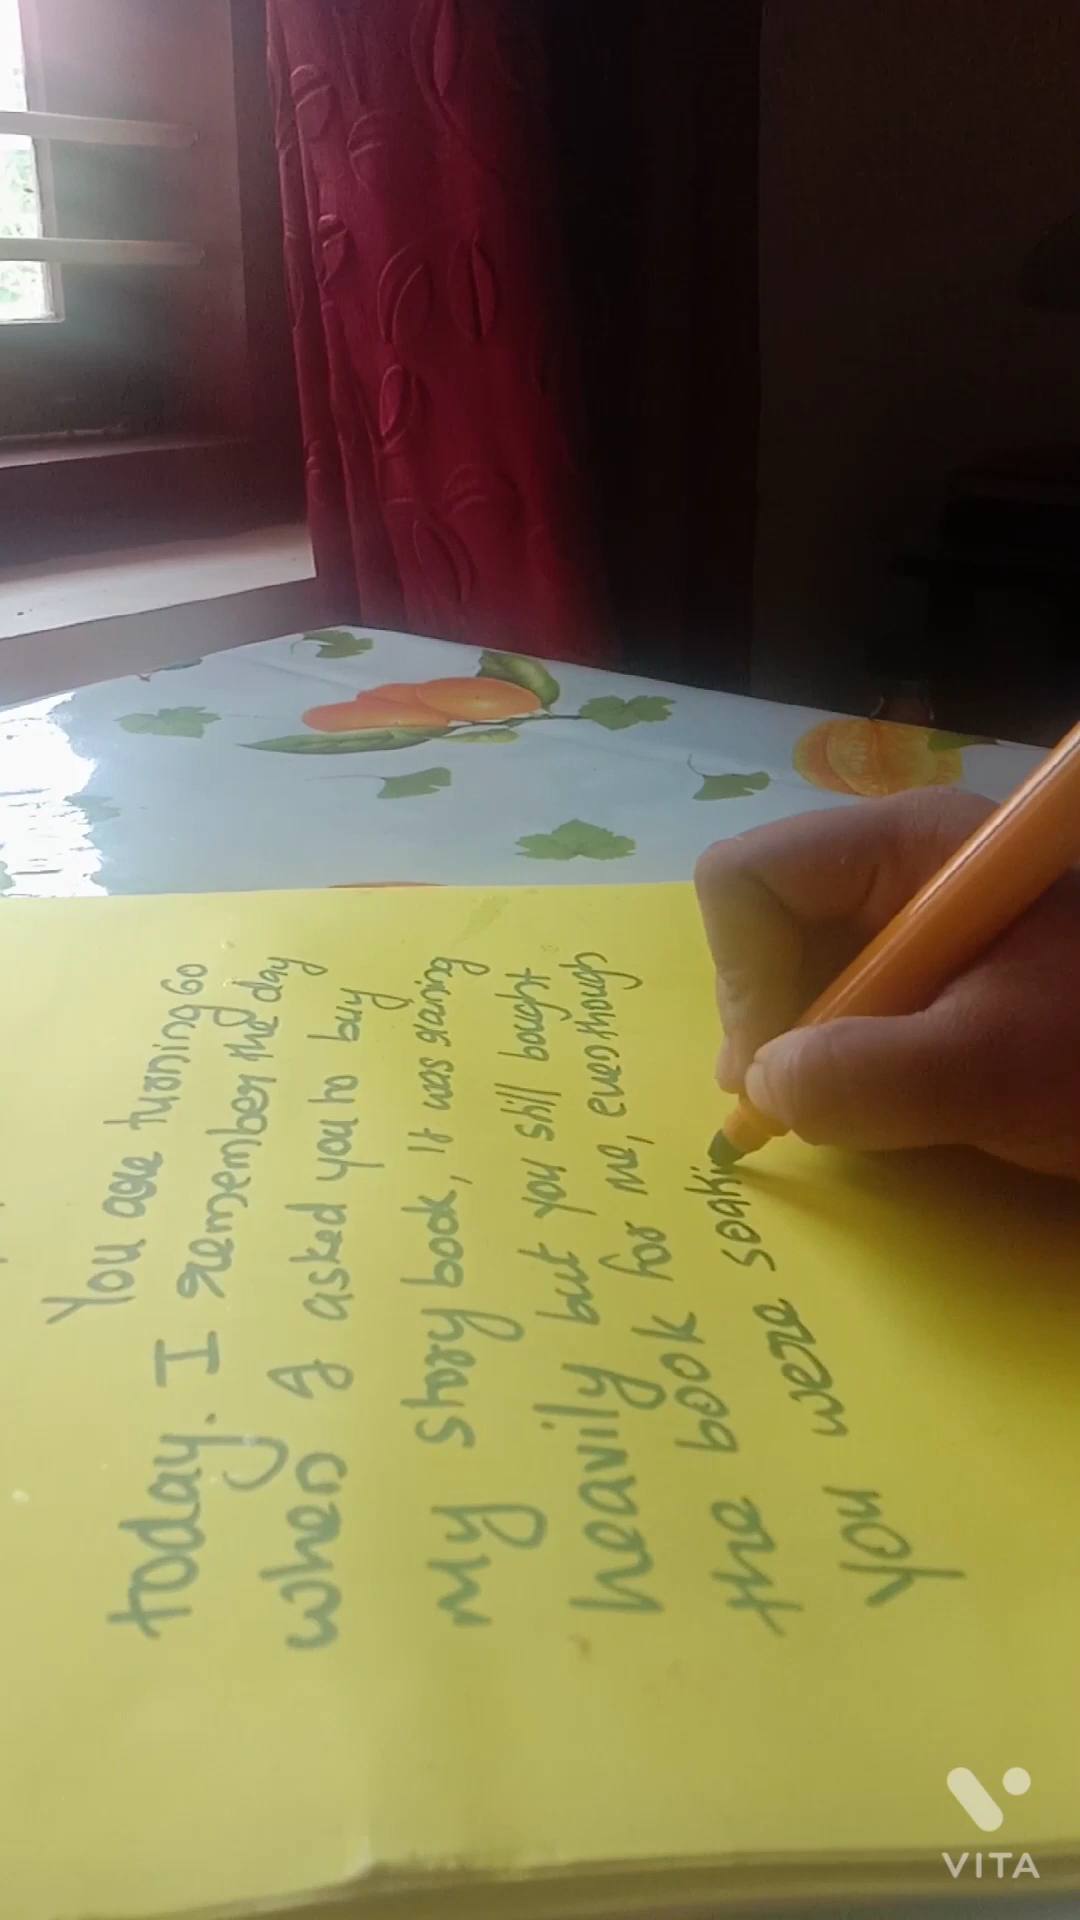 You are turning 60
today. I remember the day
when I asked you to buy
My story book, It was raining
heavily but you still bought
the book for me, even though
you were soaki
VITA